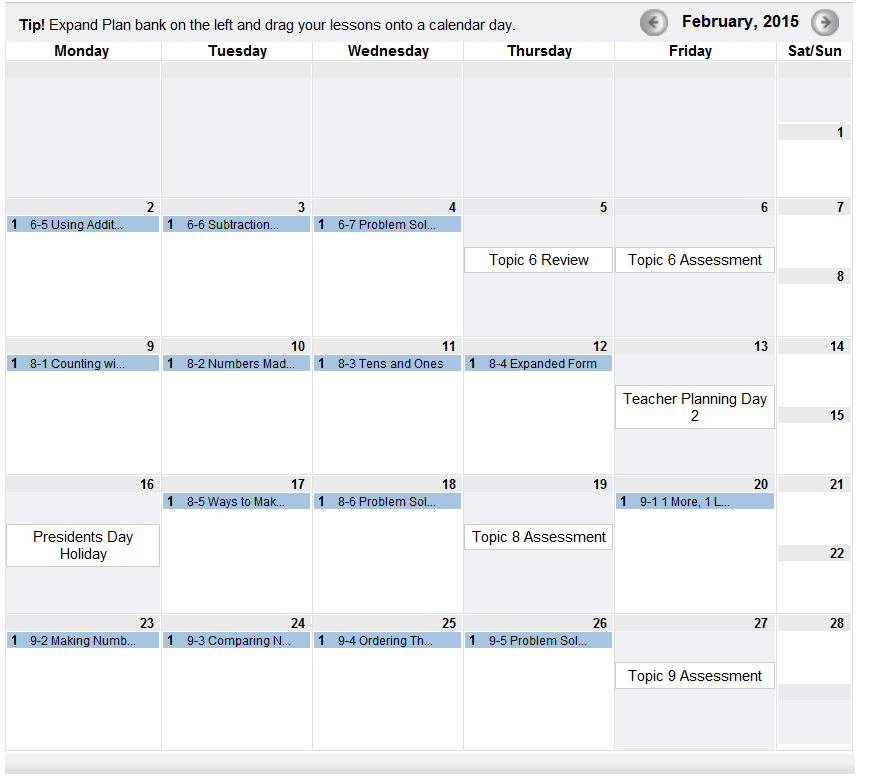 Tip! Expand Plan bank on the left and drag your lessons onto a calendar day.
February, 2015
Monday Tuesday Wednesday Thursday Friday Sat/Sun
1
2 3 4 5 6 7
1 6-5 Using Addit... 1 6-6 Subtraction... 1 6-7 Problem Sol...
Topic 6 Review Topic 6 Assessment
8
9 10 11 12 13 14
1 8-1 Counting wi... 1 8-2 Numbers Mad... 1 8-3 Tens and Ones 1 8-4 Expanded Form
Teacher Planning Day
2
15
16 17 18 19 20 21
1 8-5 Ways to Mak... 1 8-6 Problem Sol... 1 9-1 1 More, 1 L...
Presidents Day
Holiday
Topic 8 Assessment
22
23 24 25 26 27 28
1 9-2 Making Numb... 1 9-3 Comparing N... 1 9-4 Ordering Th... 1 9-5 Problem Sol...
Topic 9 Assessment